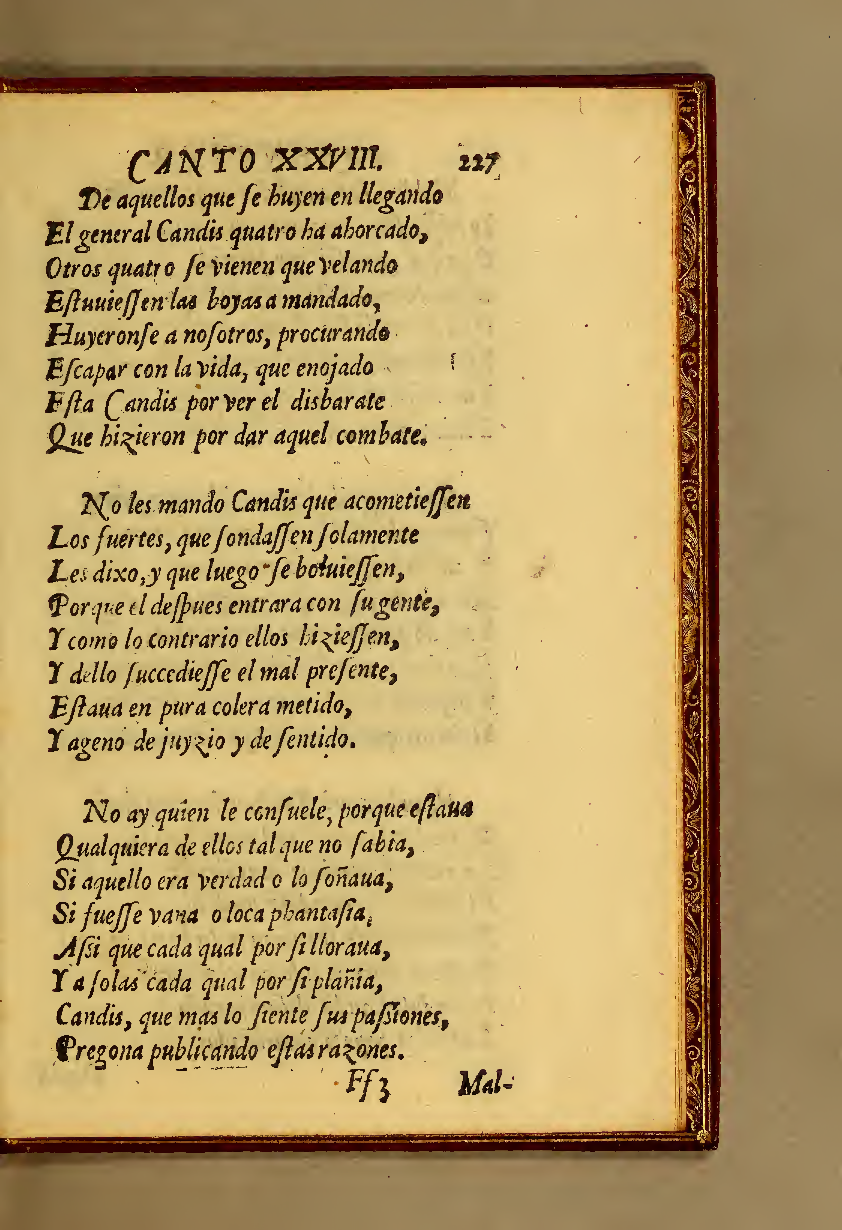 CANTO XXVIII. 227
De aquellos que ſe huyen en llegando
El general Candis quatro ha ahorcado,
Otros quatro ſe vienen que velando
Eſtuuieſſen las boyas a mandado,
Huyeronſe a noſotros, procurando
Eſcapar con la vida, que enojado
Eſta Candis por ver el disbarate
Que hizieron por dar aquel combate.
No les mando Candis que acometieſſen
Los fuertes, que ſondaſſen ſolamente
Les dixo, y que luego ſe boluieſſen,
Porque el deſpues entrara con ſu gente,
Y como lo contrario ellos hizieſſen,
Y dello ſuccedieſſe el mal preſente,
Eſtaua en pura colera metido,
Y ageno de juyzio y de ſentido.
No ay quien le conſuele, porque eſtaua
Qualquiera de ellos tal que no ſabia,
Si aquello era verdad o lo ſoñaua,
Si fueſſe vana o loca phantaſia,
Aſsi que cada qual por ſi lloraua,
Y a ſolas cada qual por ſi plañia,
Candis, que mas lo ſiente ſus paſsiones,
Pregona publicando eſtas razones.
Ff3 Mal-